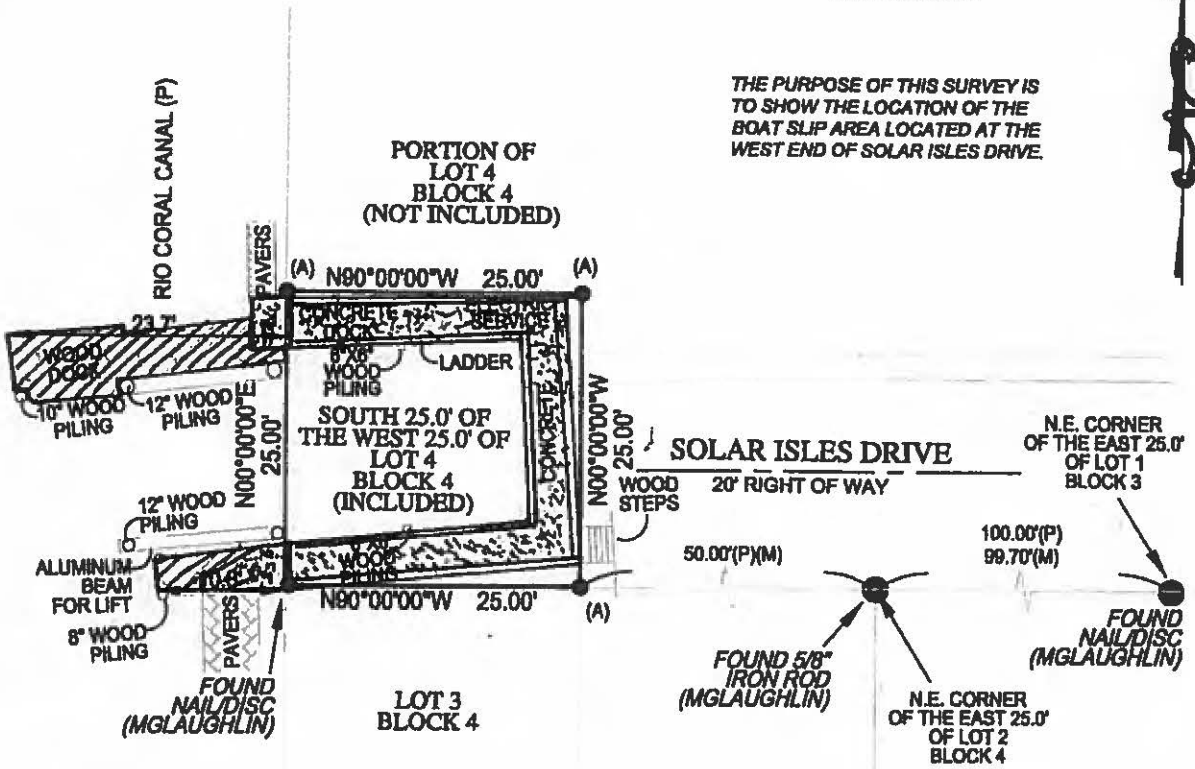 THE PURPOSE OF THIS SURVEY IS
TO SHOW THE LOCATION OF THE
BOAT SLIP AREA LOCATED AT THE
WEST END OF SOLAR ISLES DRIVE.
RIO CORAL CANAL (P)
PORTION OF
LOT 4
BLOCK 4
(NOT INCLUDED)
PAVERS
(A)
N90°00'00"W 25.00'
(A)
23.7'
WOOD
DOCK
CONCRETE
DOCK
SERVICE
6"X6"
WOOD
PILING
LADDER
10" WOOD
PILING
12" WOOD
PILING
N00°00'00"E
25.00'
SOUTH 25.0' OF
THE WEST 25.0' OF
LOT 4
BLOCK 4
(INCLUDED)
CONCRETE
N00°00'00"W
25.00'
SOLAR ISLES DRIVE
20' RIGHT OF WAY
WOOD
STEPS
N.E. CORNER
OF THE EAST 25.0'
OF LOT 1
BLOCK 3
12" WOOD
PILING
ALUMINUM
BEAM
FOR LIFT
8" WOOD
PILING
PAVERS
WOOD
PILING
N90°00'00"W 25.00'
(A)
50.00'(P)(M)
100.00'(P)
99.70'(M)
FOUND
NAIL/DISC
(MGLAUGHLIN)
LOT 3
BLOCK 4
FOUND 5/8"
IRON ROD
(MGLAUGHLIN)
N.E. CORNER
OF THE EAST 25.0'
OF LOT 2
BLOCK 4
FOUND
NAIL/DISC
(MGLAUGHLIN)